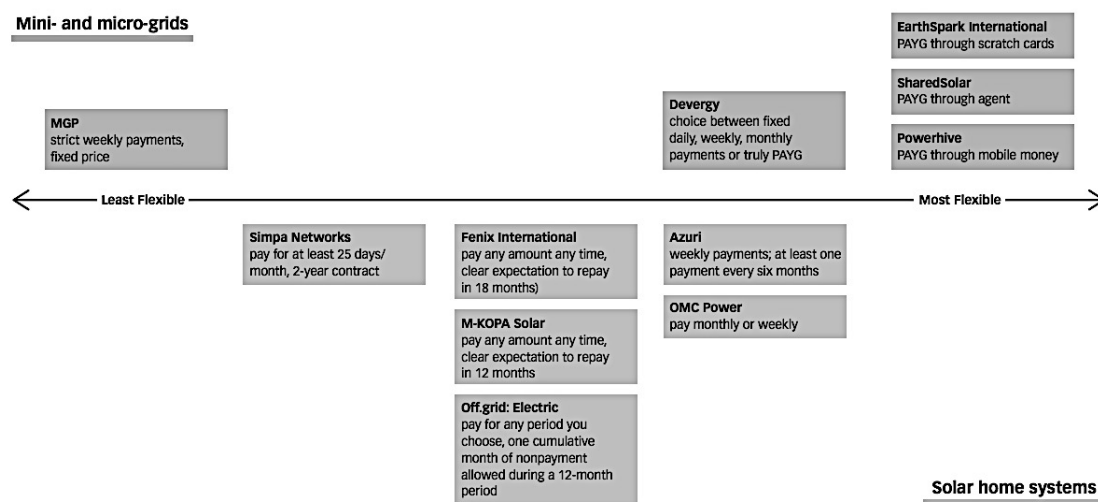 Mini- and micro-grids
EarthSpark International
PAYG through scratch cards
SharedSolar
PAYG through agent
Powerhive
PAYG through mobile money
Devergy
choice between fixed
daily, weekly, monthly
payments or truly PAYG
MGP
strict weekly payments,
fixed price
Least Flexible
Most Flexible
Simpa Networks
pay for at least 25 days/
month, 2-year contract
Fenix International
pay any amount any time,
clear expectation to repay
in 18 months)
M-KOPA Solar
pay any amount any time,
clear expectation to repay
in 12 months
Off.grid: Electric
pay for any period you
choose, one cumulative
month of nonpayment
allowed during a 12-month
period
Azuri
weekly payments; at least one
payment every six months
OMC Power
pay monthly or weekly
Solar home systems